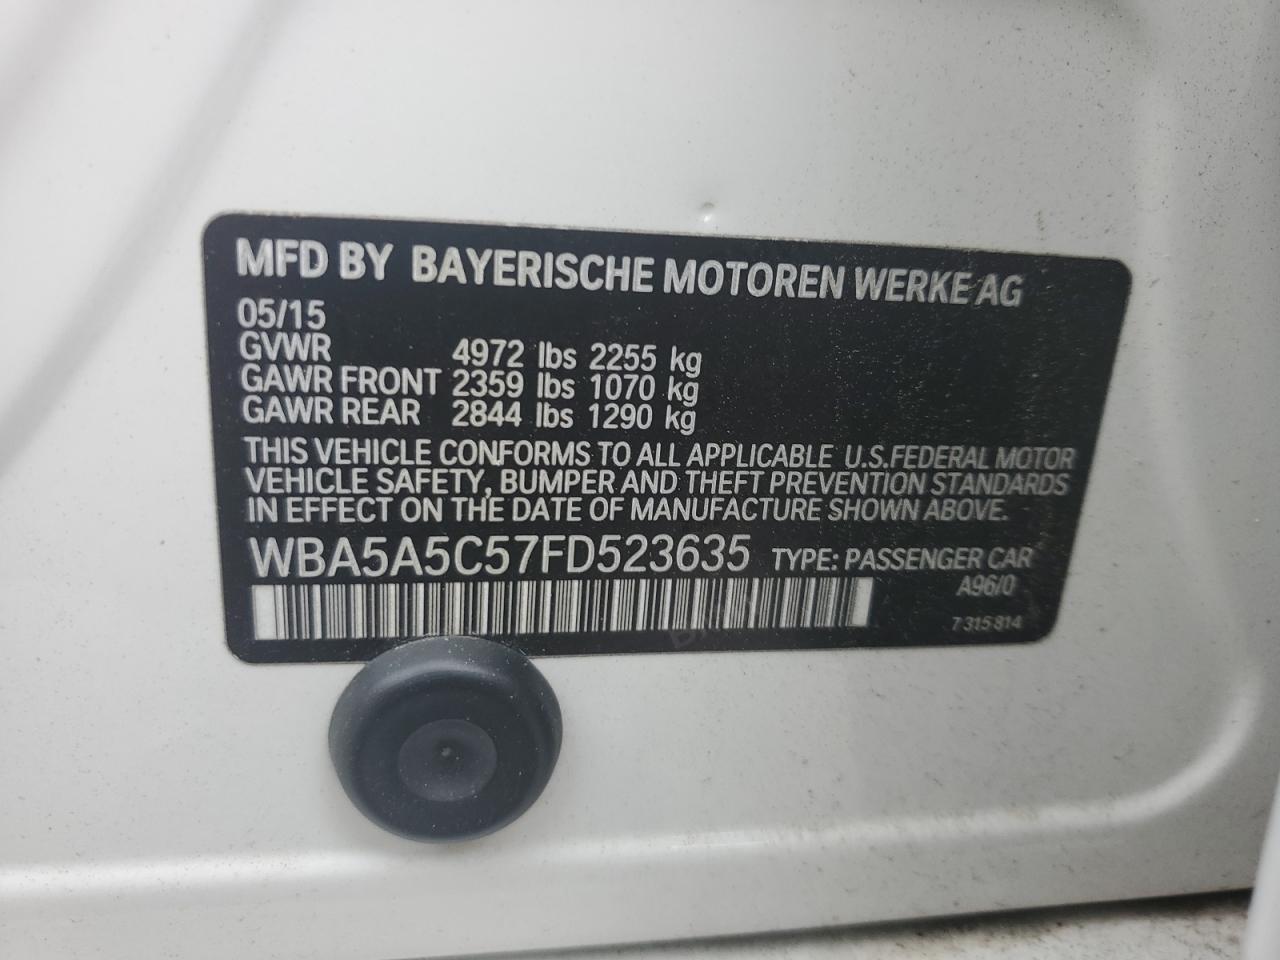 MFD BY BAYERISCHE MOTOREN WERKE AG
05/15
GVWR 4972 lbs 2255 kg
GAWR FRONT 2359 lbs 1070 kg
GAWR REAR 2844 lbs 1290 kg
THIS VEHICLE CONFORMS TO ALL APPLICABLE U.S.FEDERAL MOTOR
VEHICLE SAFETY, BUMPER AND THEFT PREVENTION STANDARDS
IN EFFECT ON THE DATE OF MANUFACTURE SHOWN ABOVE.
WBA5A5C57FD523635 TYPE: PASSENGER CAR
A96/0
7 315 814